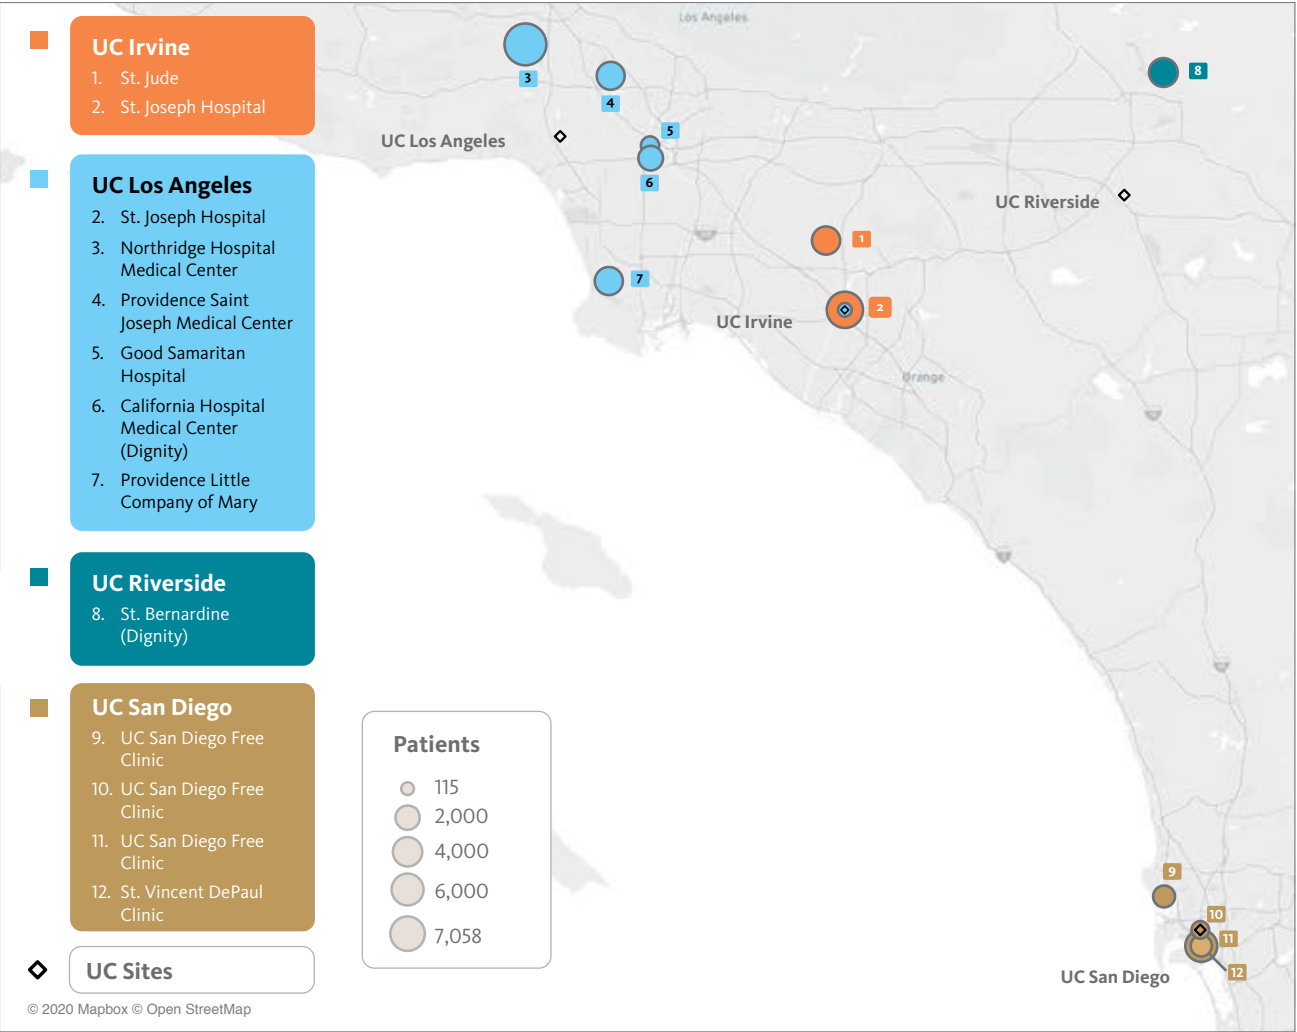 UC Irvine
1. St. Jude
2. St. Joseph Hospital
UC Los Angeles
2. St. Joseph Hospital
3. Northridge Hospital
Medical Center
4. Providence Saint
Joseph Medical Center
5. Good Samaritan
Hospital
6. California Hospital
Medical Center
(Dignity)
7. Providence Little
Company of Mary
UC Riverside
8. St. Bernardine
(Dignity)
UC San Diego
9. UC San Diego Free
Clinic
10. UC San Diego Free
Clinic
11. UC San Diego Free
Clinic
12. St. Vincent DePaul
Clinic
UC Sites
© 2020 Mapbox © Open StreetMap
Patients
115
2,000
4,000
6,000
7,058
Los Angeles
3
4
5
6
7
8
UC Los Angeles
UC Riverside
1
2
UC Irvine
Orange
9
10
11
12
UC San Diego